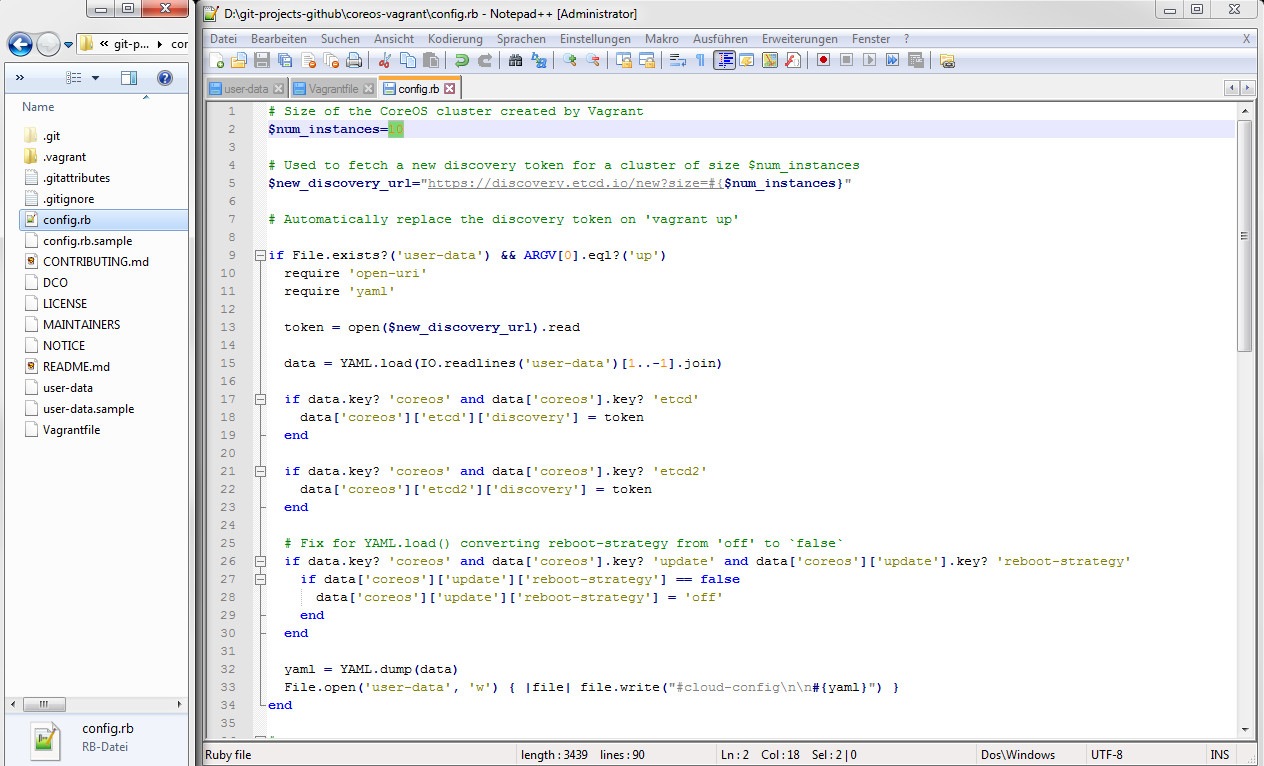 D:\git-projects-github\coreos-vagrant\config.rb - Notepad++ [Administrator]
« git-p... ▸ cor
»
Name
.git
.vagrant
.gitattributes
.gitignore
config.rb
config.rb.sample
CONTRIBUTING.md
DCO
LICENSE
MAINTAINERS
NOTICE
README.md
user-data
user-data.sample
Vagrantfile
config.rb
RB-Datei
Datei Bearbeiten Suchen Ansicht Kodierung Sprachen Einstellungen Makro Ausführen Erweiterungen Fenster ? X
user-data Vagrantfile config.rb
1 # Size of the CoreOS cluster created by Vagrant
2 $num_instances=10
3
4 # Used to fetch a new discovery token for a cluster of size $num_instances
5 $new_discovery_url="https://discovery.etcd.io/new?size=#{$num_instances}"
6
7 # Automatically replace the discovery token on 'vagrant up'
8
9 if File.exists?('user-data') && ARGV[0].eql?('up')
10 require 'open-uri'
11 require 'yaml'
12
13 token = open($new_discovery_url).read
14
15 data = YAML.load(IO.readlines('user-data')[1..-1].join)
16
17 if data.key? 'coreos' and data['coreos'].key? 'etcd'
18 data['coreos']['etcd']['discovery'] = token
19 end
20
21 if data.key? 'coreos' and data['coreos'].key? 'etcd2'
22 data['coreos']['etcd2']['discovery'] = token
23 end
24
25 # Fix for YAML.load() converting reboot-strategy from 'off' to `false`
26 if data.key? 'coreos' and data['coreos'].key? 'update' and data['coreos']['update'].key? 'reboot-strategy'
27 if data['coreos']['update']['reboot-strategy'] == false
28 data['coreos']['update']['reboot-strategy'] = 'off'
29 end
30 end
31
32 yaml = YAML.dump(data)
33 File.open('user-data', 'w') { |file| file.write("#cloud-config\n\n#{yaml}") }
34 end
35
Ruby file length : 3439 lines : 90 Ln : 2 Col : 18 Sel : 2 | 0 Dos\Windows UTF-8 INS